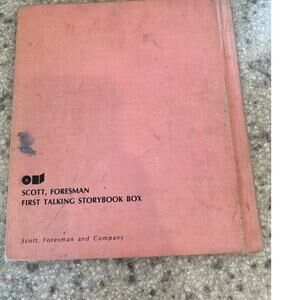 SCOTT, FORESMAN
FIRST TALKING STORYBOOK BOX
Scott, Foresman and Company